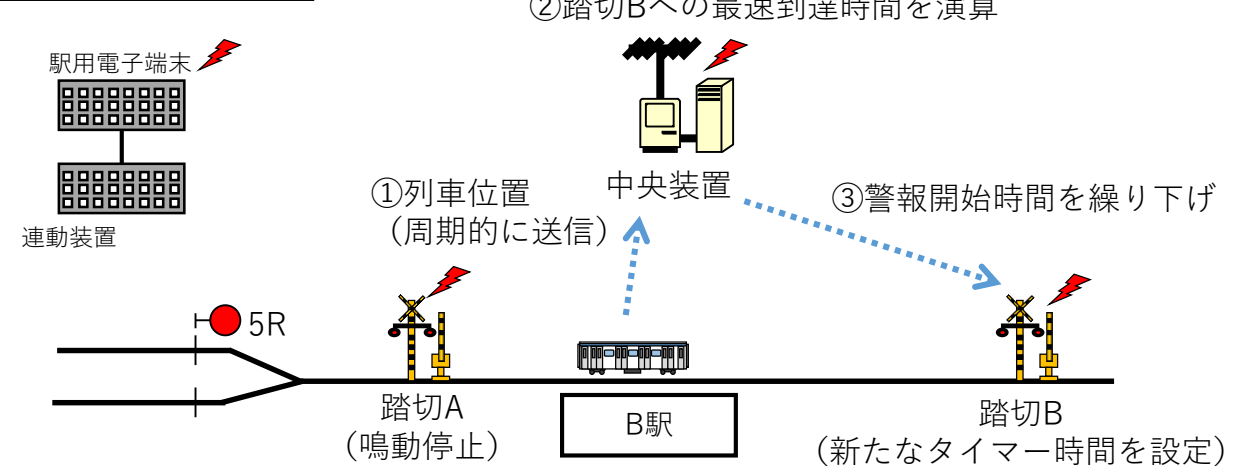 ②踏切Bへの最速到達時間を演算
駅用電子端末
連動装置
①列車位置
（周期的に送信）
中央装置
③警報開始時間を繰り下げ
5R
踏切A
（鳴動停止）
B駅
踏切B
（新たなタイマー時間を設定）